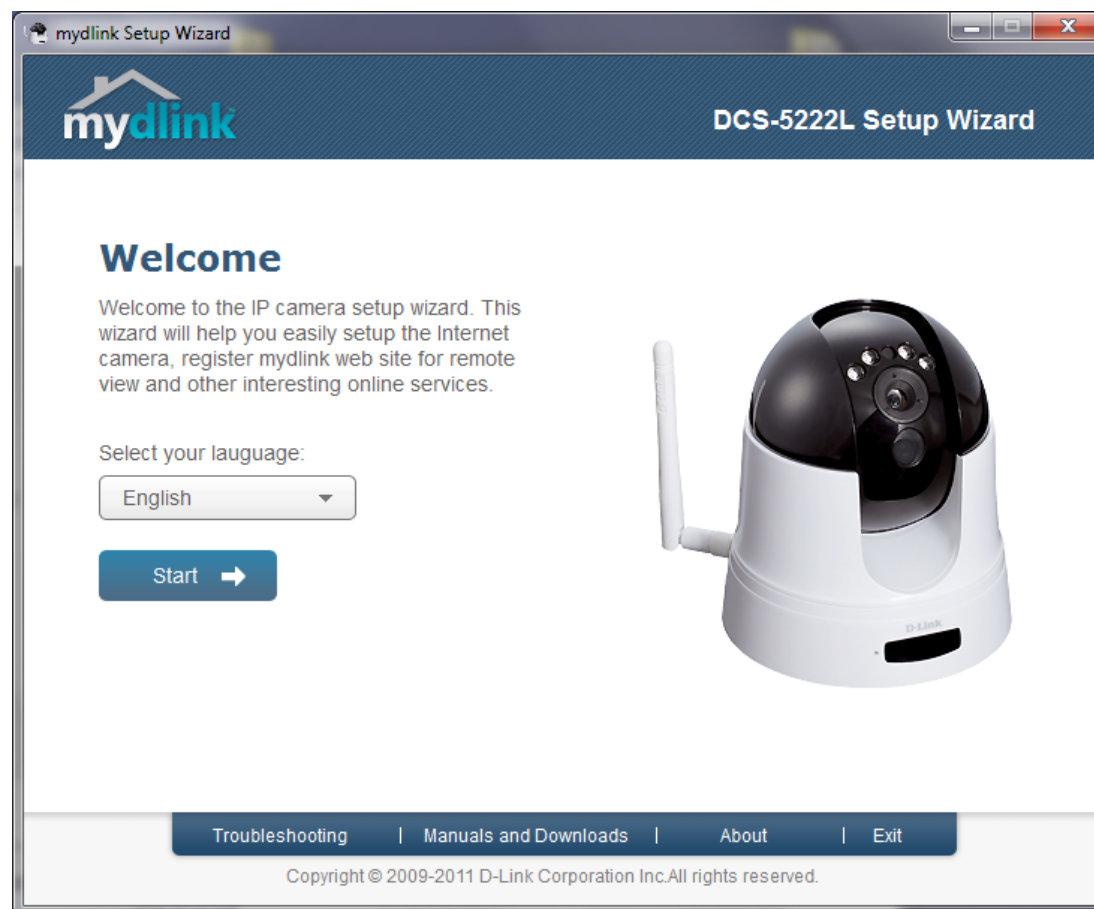 mydlink Setup Wizard
mydlink™
DCS-5222L Setup Wizard
Welcome
Welcome to the IP camera setup wizard. This
wizard will help you easily setup the Internet
camera, register mydlink web site for remote
view and other interesting online services.
Select your lauguage:
English
Start
D-Link
Troubleshooting | Manuals and Downloads | About | Exit
Copyright © 2009-2011 D-Link Corporation Inc.All rights reserved.